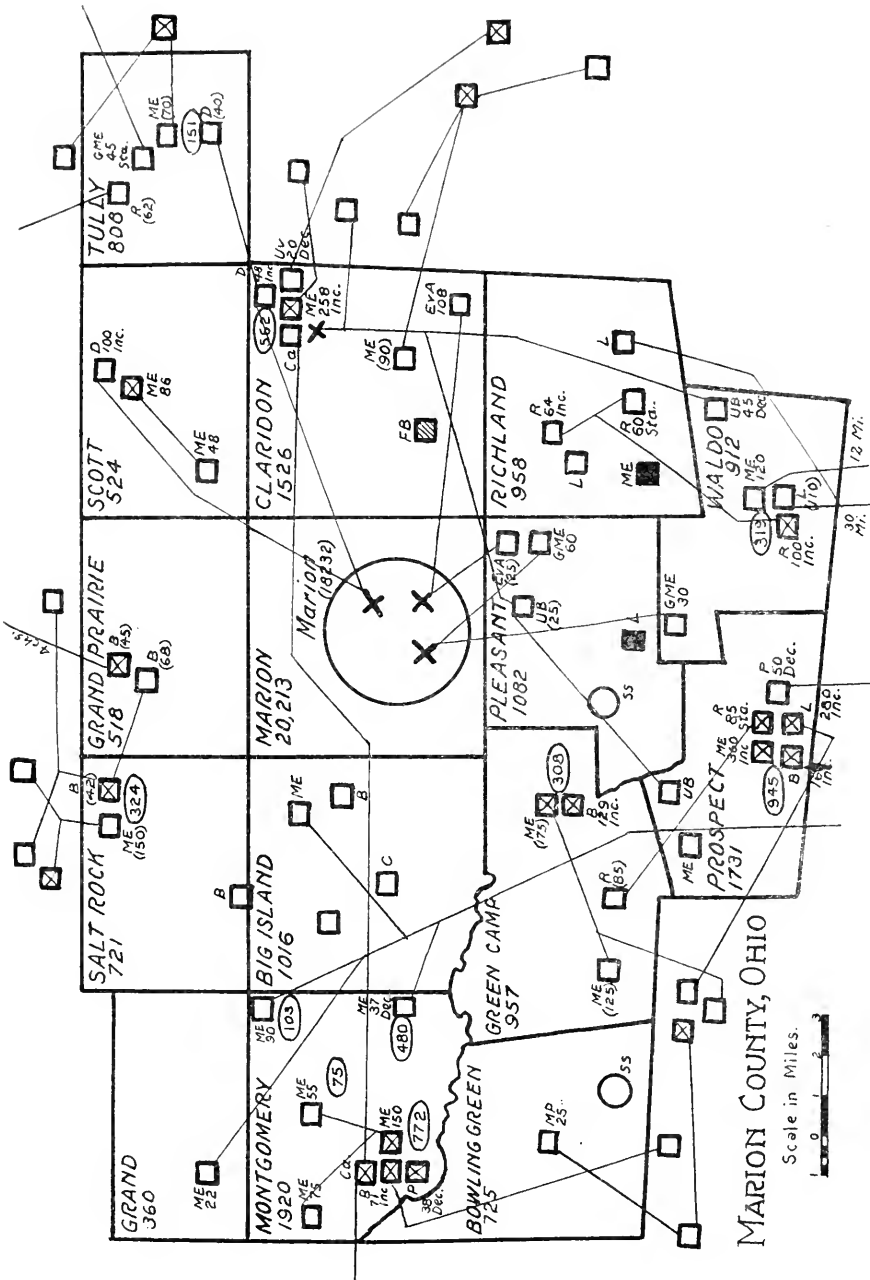 TULLY
808
R
(62)
GME
45
Sta.
ME
(70)
151
D
(40)
SCOTT
524
D
100
Inc.
ME
86
ME
48
GRAND PRAIRIE
518
B
(45)
B
(68)
SALT ROCK
721
B
(42)
324
ME
(150)
B
GRAND
360
ME
22
CLARIDON
1526
D
48
Inc
562
Ca
ME
258
Inc.
Uv
20
Dec
ME
(90)
EVA
108
FB
MARION
20,213
Marion
(18232)
BIG ISLAND
1016
ME
B
C
MONTGOMERY
1920
ME
90
103
ME
37
Dec
480
ME
55
75
ME
75
Ca
B
71
Inc
ME
150
772
P
38
Dec.
RICHLAND
958
R
64
Inc.
R
60
Sta.
L
L
ME
PLEASANT
1082
EVA
(25)
GME
60
UB
(25)
L
SS
GME
30
GREEN CAMP
957
308
ME
(175)
B
129
Inc.
R
(85)
ME
(125)
BOWLING GREEN
725
MP
25
SS
WALDO
912
UB
45
Dec
ME
120
L
(110)
319
R
100
Inc.
12 Mi.
30
Mi.
PROSPECT
1731
ME
UB
ME
360
Inc
R
85
Sta.
P
50
Dec.
L
280
Inc.
945
B
Inc.
MARION COUNTY, OHIO
Scale in Miles.
1 0 1 2 3